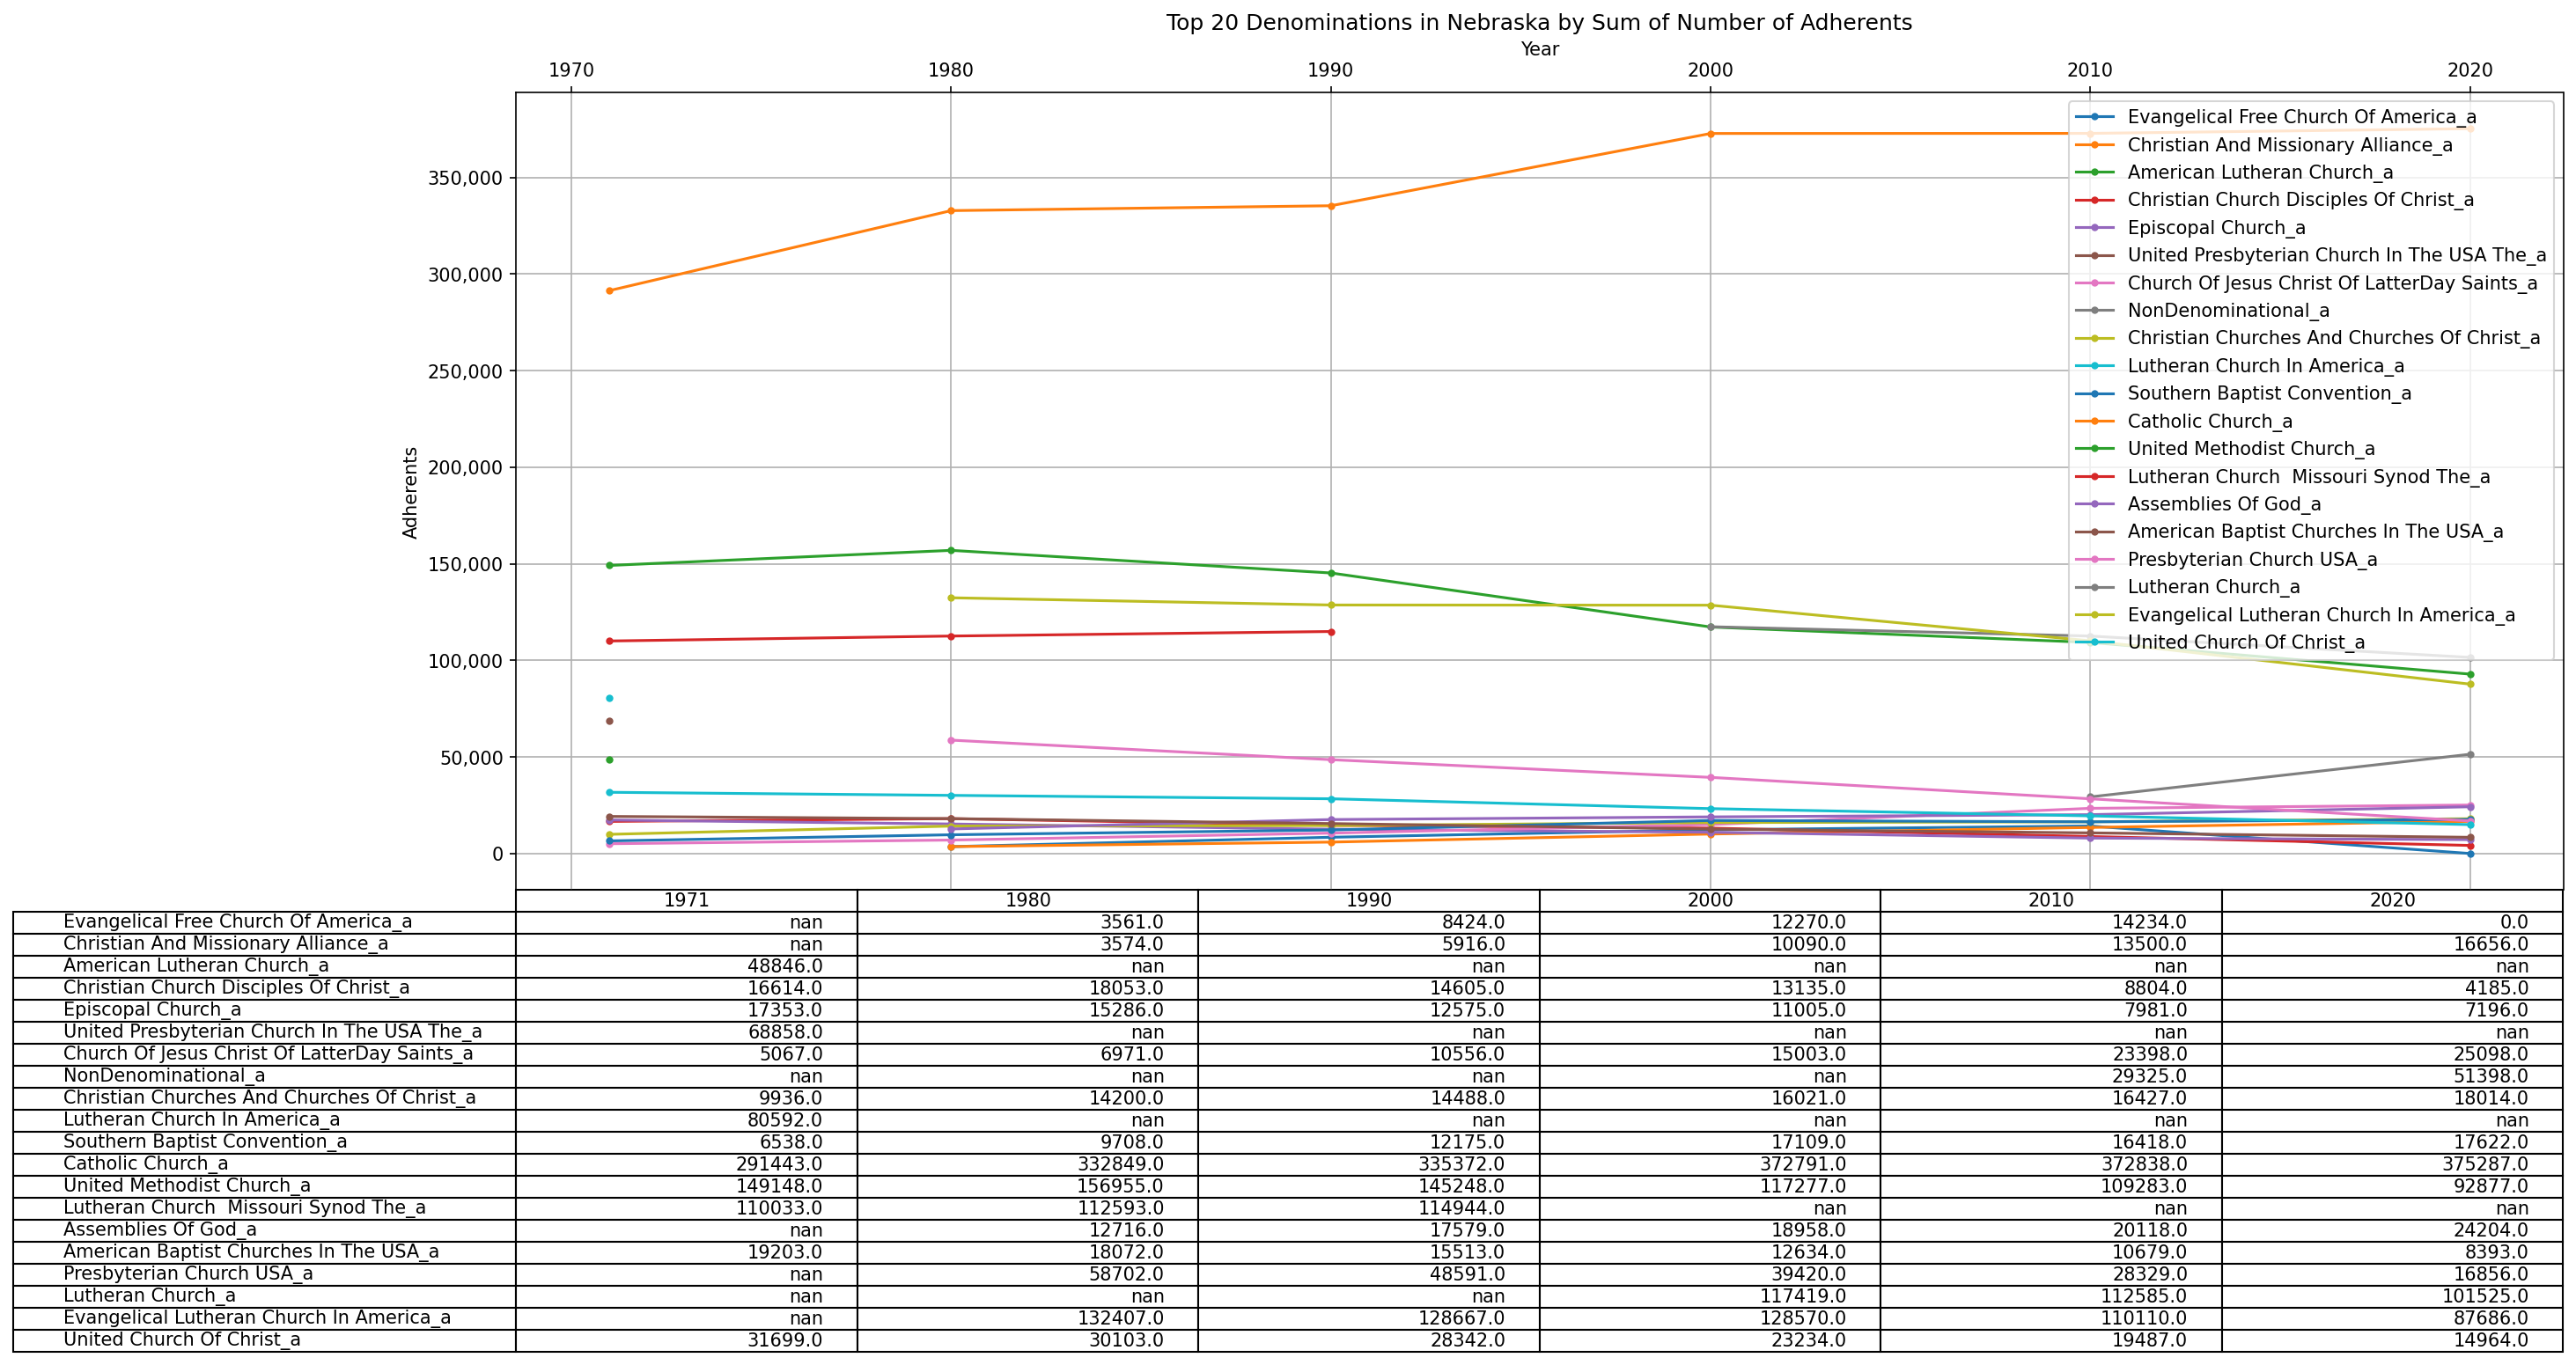 Top 20 Denominations in Nebraska by Sum of Number of Adherents
Year
1970 1980 1990 2000 2010 2020
350,000
300,000
250,000
200,000
150,000
100,000
50,000
0
Adherents
Evangelical Free Church Of America_a
Christian And Missionary Alliance_a
American Lutheran Church_a
Christian Church Disciples Of Christ_a
Episcopal Church_a
United Presbyterian Church In The USA The_a
Church Of Jesus Christ Of LatterDay Saints_a
NonDenominational_a
Christian Churches And Churches Of Christ_a
Lutheran Church In America_a
Southern Baptist Convention_a
Catholic Church_a
United Methodist Church_a
Lutheran Church  Missouri Synod The_a
Assemblies Of God_a
American Baptist Churches In The USA_a
Presbyterian Church USA_a
Lutheran Church_a
Evangelical Lutheran Church In America_a
United Church Of Christ_a
1971 1980 1990 2000 2010 2020
Evangelical Free Church Of America_a nan 3561.0 8424.0 12270.0 14234.0 0.0
Christian And Missionary Alliance_a nan 3574.0 5916.0 10090.0 13500.0 16656.0
American Lutheran Church_a 48846.0 nan nan nan nan nan
Christian Church Disciples Of Christ_a 16614.0 18053.0 14605.0 13135.0 8804.0 4185.0
Episcopal Church_a 17353.0 15286.0 12575.0 11005.0 7981.0 7196.0
United Presbyterian Church In The USA The_a 68858.0 nan nan nan nan nan
Church Of Jesus Christ Of LatterDay Saints_a 5067.0 6971.0 10556.0 15003.0 23398.0 25098.0
NonDenominational_a nan nan nan nan 29325.0 51398.0
Christian Churches And Churches Of Christ_a 9936.0 14200.0 14488.0 16021.0 16427.0 18014.0
Lutheran Church In America_a 80592.0 nan nan nan nan nan
Southern Baptist Convention_a 6538.0 9708.0 12175.0 17109.0 16418.0 17622.0
Catholic Church_a 291443.0 332849.0 335372.0 372791.0 372838.0 375287.0
United Methodist Church_a 149148.0 156955.0 145248.0 117277.0 109283.0 92877.0
Lutheran Church  Missouri Synod The_a 110033.0 112593.0 114944.0 nan nan nan
Assemblies Of God_a nan 12716.0 17579.0 18958.0 20118.0 24204.0
American Baptist Churches In The USA_a 19203.0 18072.0 15513.0 12634.0 10679.0 8393.0
Presbyterian Church USA_a nan 58702.0 48591.0 39420.0 28329.0 16856.0
Lutheran Church_a nan nan nan 117419.0 112585.0 101525.0
Evangelical Lutheran Church In America_a nan 132407.0 128667.0 128570.0 110110.0 87686.0
United Church Of Christ_a 31699.0 30103.0 28342.0 23234.0 19487.0 14964.0